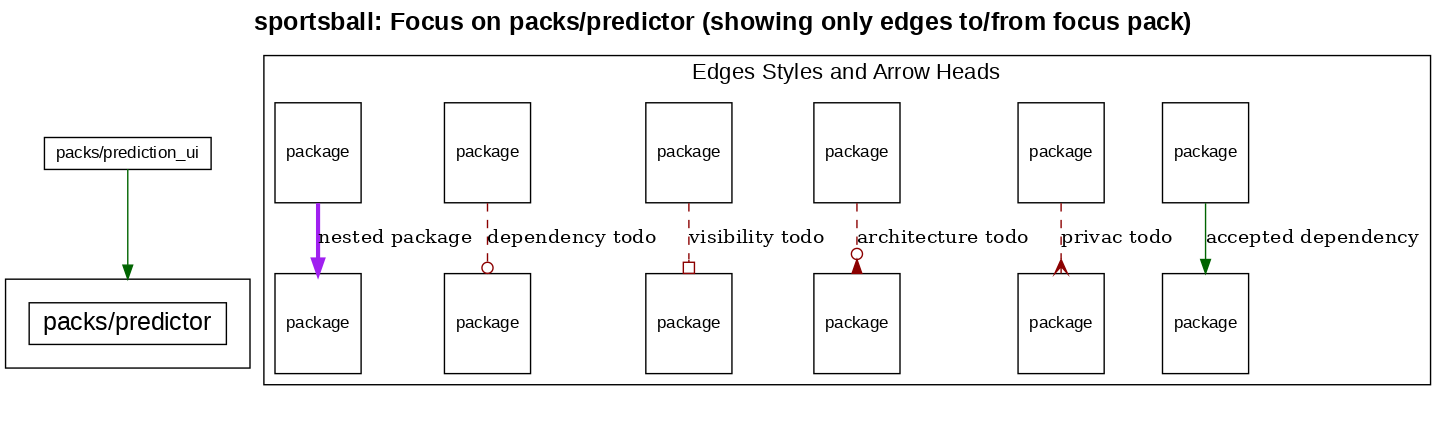 sportsball: Focus on packs/predictor (showing only edges to/from focus pack)
Edges Styles and Arrow Heads
packs/prediction_ui
package package package package package package
nested package dependency todo visibility todo architecture todo privac todo accepted dependency
packs/predictor
package package package package package package